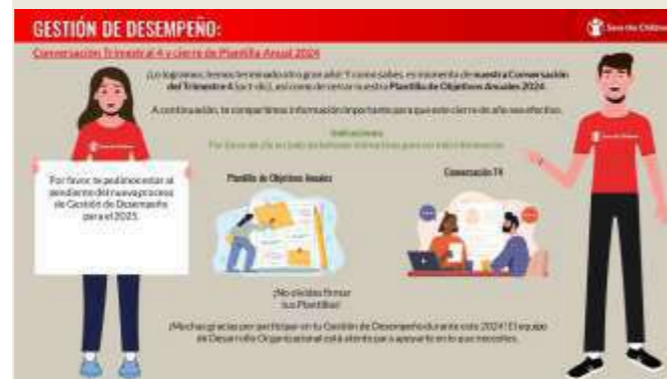 GESTIÓN DE DESEMPEÑO:
Save the Children
Conversación Trimestral 4 y cierre de Plantilla Anual 2024
¡Lo logramos, hemos terminado otro gran año! Y como sabes, es momento de nuestra Conversación
del Trimestre 4 (oct-dic), así como de cerrar nuestra Plantilla de Objetivos Anuales 2024.
A continuación, te compartimos información importante para que este cierre de año sea efectivo.
Indicaciones
Por favor da clic en cada
Por favor, te pedimos estar al
pendiente del nuevo proceso
de Gestión de Desempeño
para el 2025.
Plantilla de Objetivos Anuales
Conversación T4
¡No olvides firmar
tus Plantillas!
¡Muchas gracias por participar en tu Gestión de Desempeño durante este 2024! El equipo
de Desarrollo Organizacional está atento para apoyarte en lo que necesites.